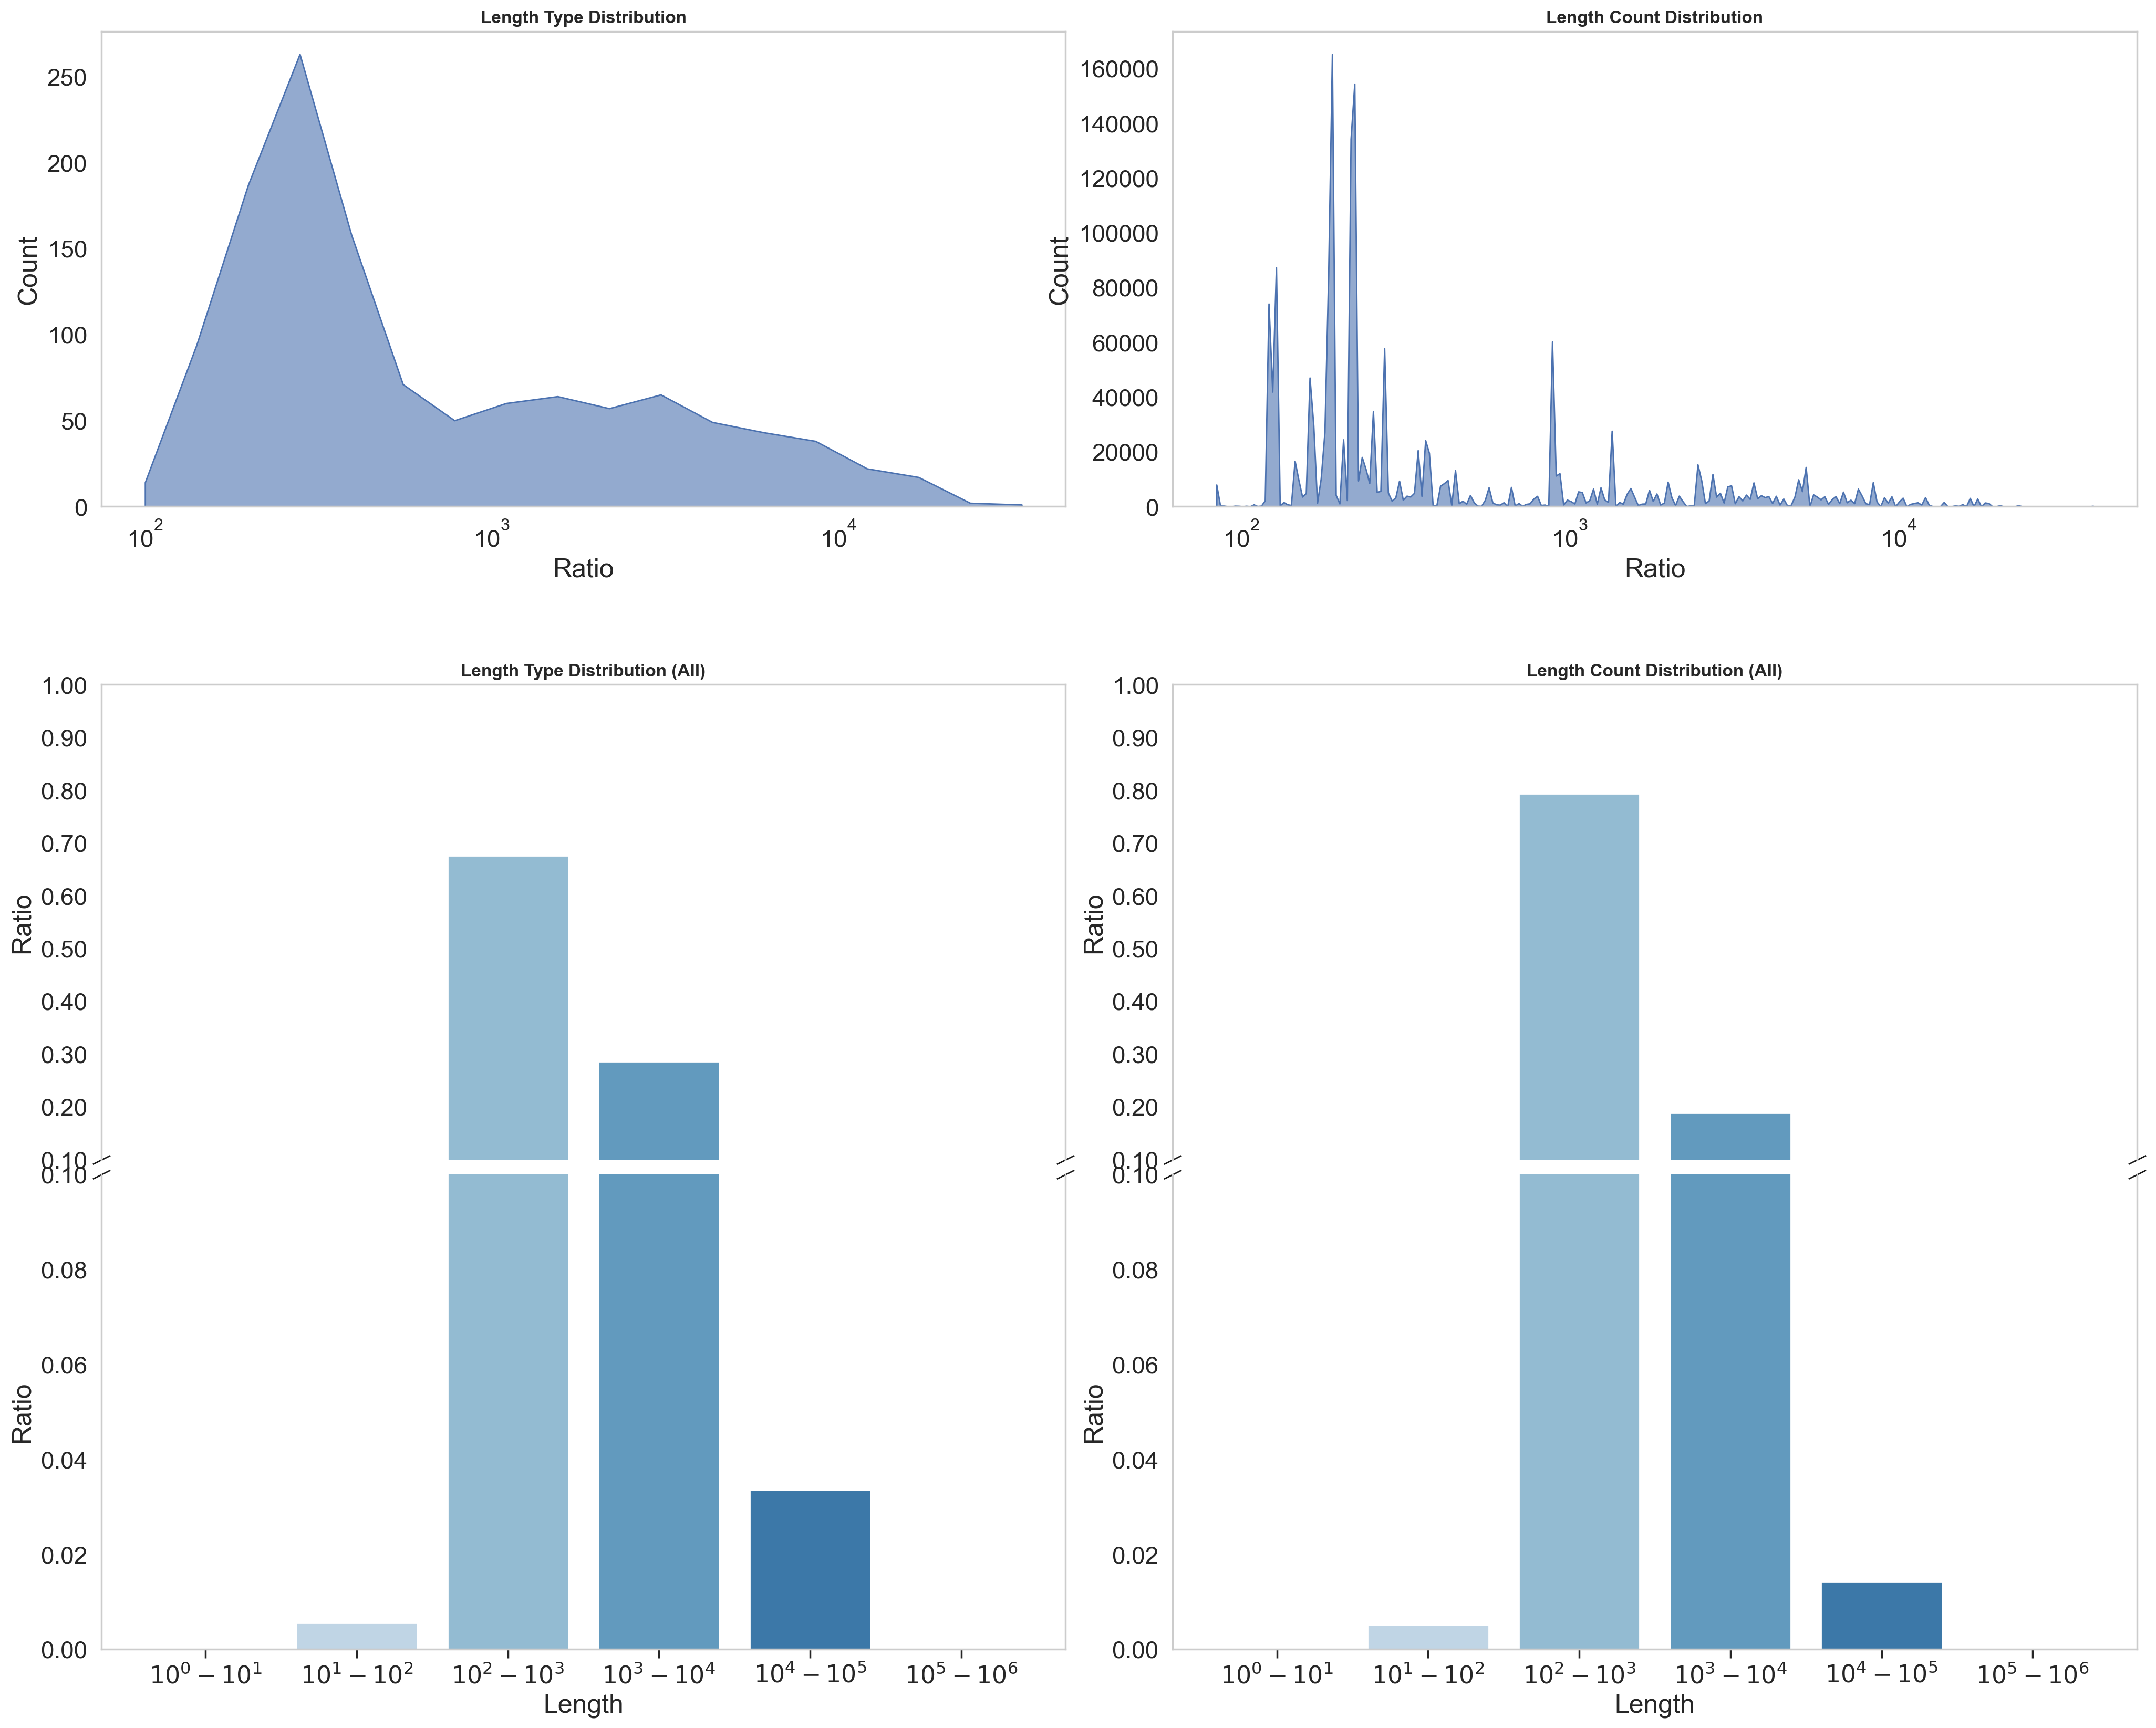 Length Type Distribution
250
200
150
100
50
0
Count
10^2 10^3 10^4
Ratio
Length Count Distribution
160000
140000
120000
100000
80000
60000
40000
20000
0
Count
10^2 10^3 10^4
Ratio
Length Type Distribution (All)
1.00
0.90
0.80
0.70
0.60
0.50
0.40
0.30
0.20
0.10
Ratio
0.10
0.08
0.06
0.04
0.02
0.00
Ratio
10^0 − 10^1 10^1 − 10^2 10^2 − 10^3 10^3 − 10^4 10^4 − 10^5 10^5 − 10^6
Length
Length Count Distribution (All)
1.00
0.90
0.80
0.70
0.60
0.50
0.40
0.30
0.20
0.10
Ratio
0.10
0.08
0.06
0.04
0.02
0.00
Ratio
10^0 − 10^1 10^1 − 10^2 10^2 − 10^3 10^3 − 10^4 10^4 − 10^5 10^5 − 10^6
Length